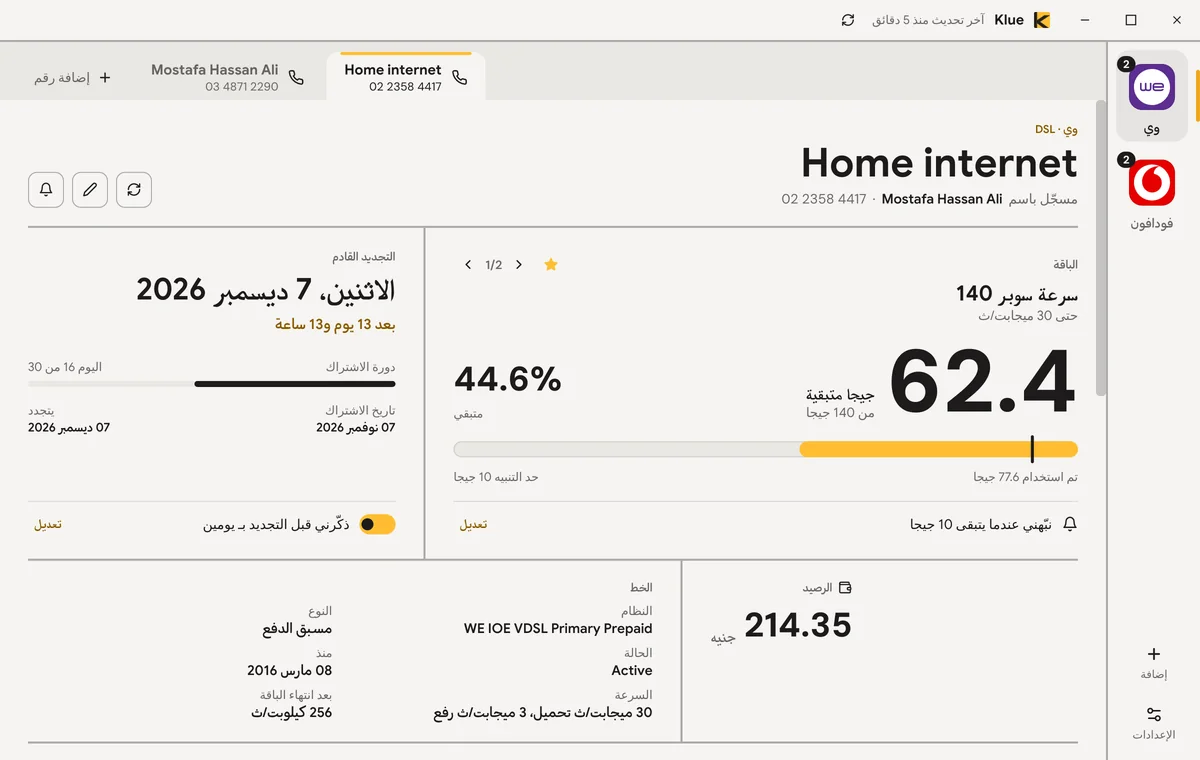 Klue آخر تحديث منذ 5 دقائق
Home internet
02 2358 4417
Mostafa Hassan Ali
03 4871 2290
إضافة رقم
2
we
وي
2
فودافون
إضافة
الإعدادات
وي · DSL
Home internet
مسجّل باسم Mostafa Hassan Ali · 02 2358 4417
الباقة
1/2
سرعة سوبر 140
حتى 30 ميجابت/ث
62.4
جيجا متبقية
من 140 جيجا
44.6%
متبقي
تم استخدام 77.6 جيجا
حد التنبيه 10 جيجا
نبّهني عندما يتبقى 10 جيجا
تعديل
التجديد القادم
الاثنين، 7 ديسمبر 2026
بعد 13 يوم و13 ساعة
دورة الاشتراك
اليوم 16 من 30
تاريخ الاشتراك
07 نوفمبر 2026
يتجدد
07 ديسمبر 2026
ذكّرني قبل التجديد بـ يومين
تعديل
الرصيد
214.35 جنيه
الخط
النظام
WE IOE VDSL Primary Prepaid
الحالة
Active
السرعة
30 ميجابت/ث تحميل، 3 ميجابت/ث رفع
النوع
مسبق الدفع
منذ
08 مارس 2016
بعد انتهاء الباقة
256 كيلوبت/ث